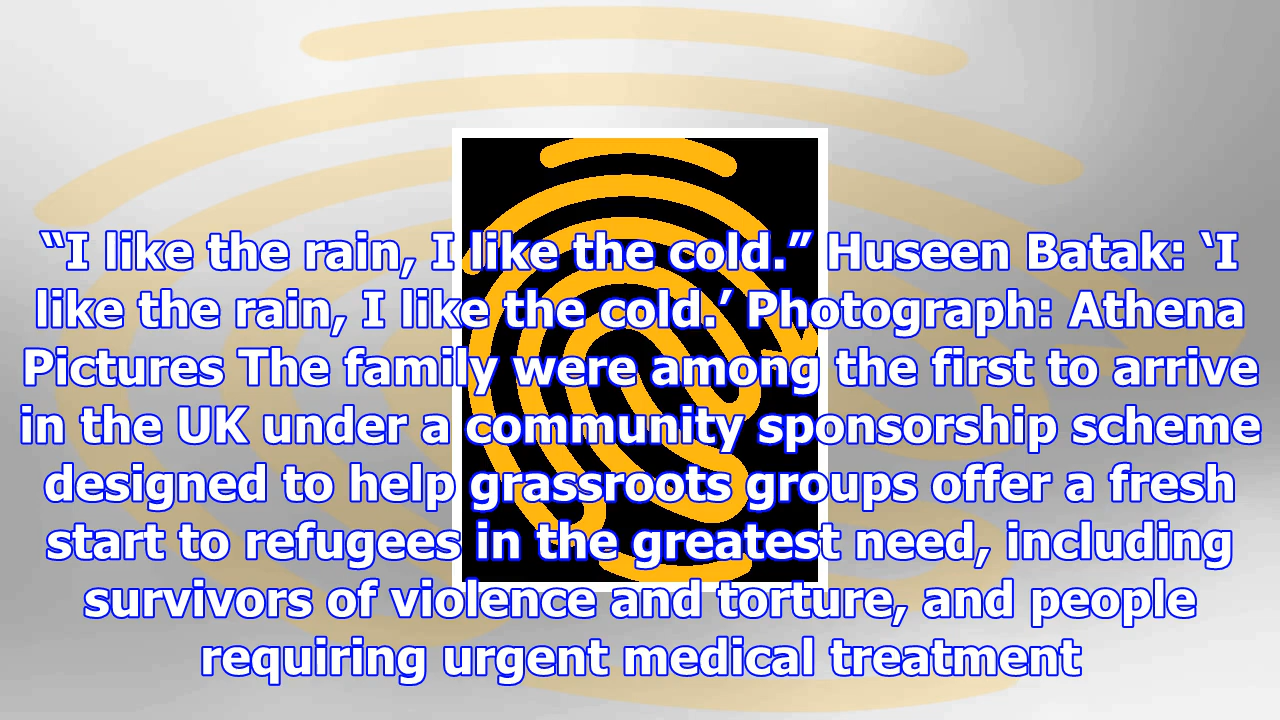 “I like the rain, I like the cold.” Huseen Batak: ‘I
like the rain, I like the cold.’ Photograph: Athena
Pictures The family were among the first to arrive
in the UK under a community sponsorship scheme
designed to help grassroots groups offer a fresh
start to refugees in the greatest need, including
survivors of violence and torture, and people
requiring urgent medical treatment